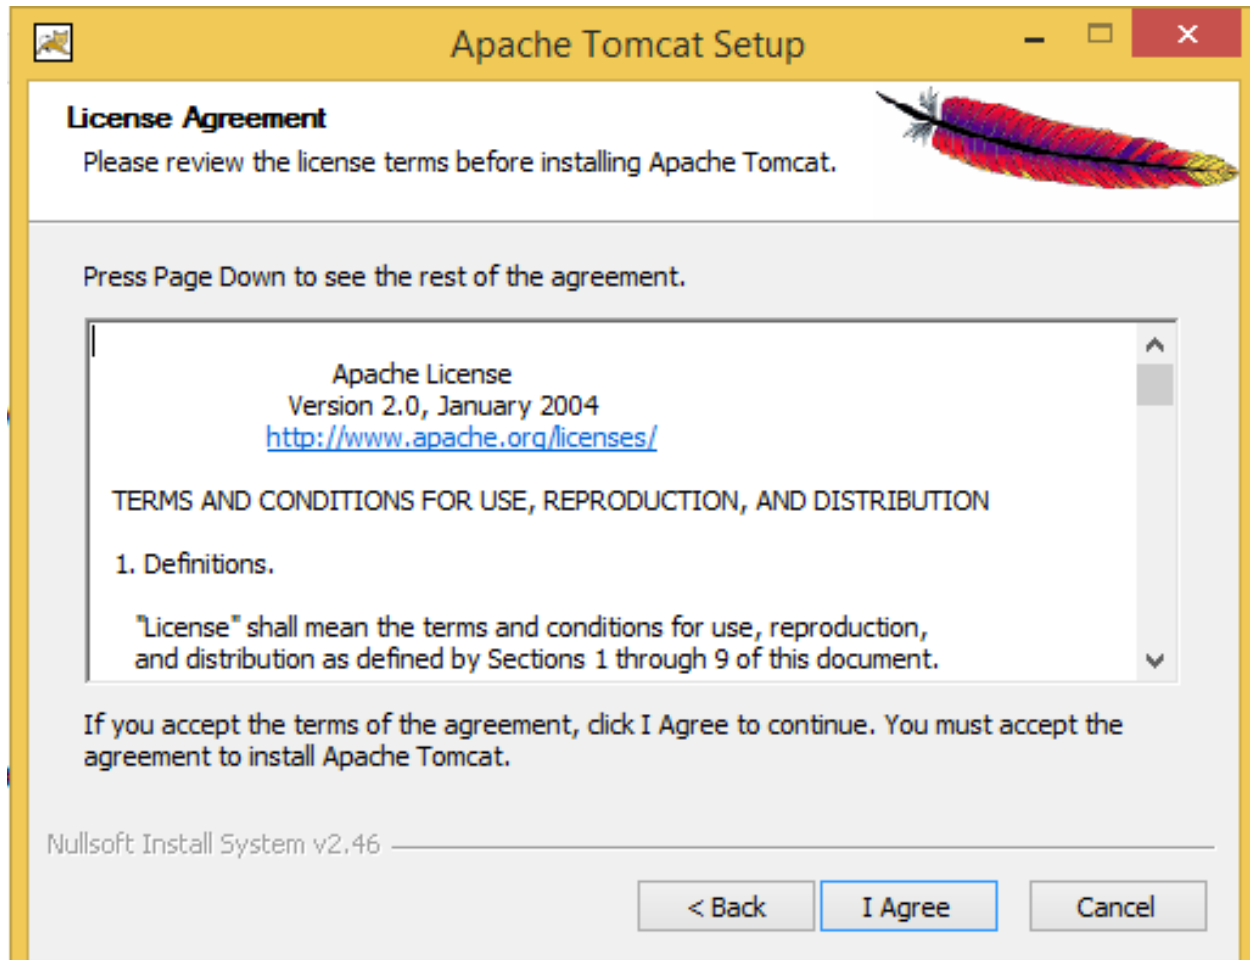 Apache Tomcat Setup
License Agreement
Please review the license terms before installing Apache Tomcat.
Press Page Down to see the rest of the agreement.
Apache License
Version 2.0, January 2004
http://www.apache.org/licenses/
TERMS AND CONDITIONS FOR USE, REPRODUCTION, AND DISTRIBUTION
1. Definitions.
"License" shall mean the terms and conditions for use, reproduction,
and distribution as defined by Sections 1 through 9 of this document.
If you accept the terms of the agreement, click I Agree to continue. You must accept the
agreement to install Apache Tomcat.
Nullsoft Install System v2.46
< Back I Agree Cancel